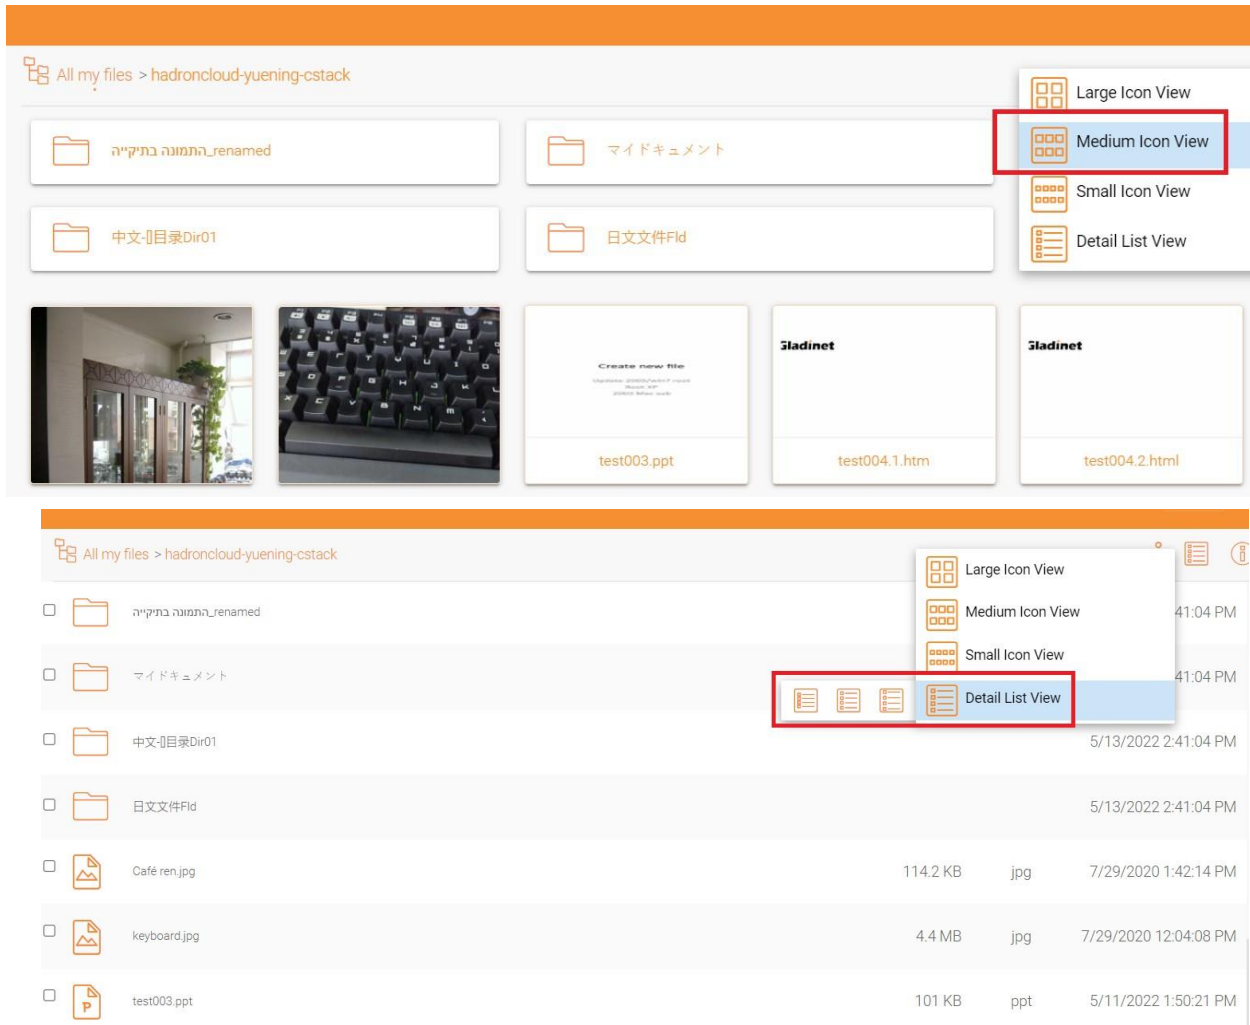 All my files > hadroncloud-yuening-cstack
Large Icon View
Medium Icon View
Small Icon View
Detail List View
התמונה בתיקייה_renamed
マイドキュメント
中文-[]目录Dir01
日文文件Fld
Create new file
Gladinet
Gladinet
test003.ppt
test004.1.htm
test004.2.html
All my files > hadroncloud-yuening-cstack
Large Icon View
Medium Icon View
Small Icon View
Detail List View
התמונה בתיקייה_renamed 41:04 PM
マイドキュメント 41:04 PM
中文-[]目录Dir01 5/13/2022 2:41:04 PM
日文文件Fld 5/13/2022 2:41:04 PM
Café ren.jpg 114.2 KB jpg 7/29/2020 1:42:14 PM
keyboard.jpg 4.4 MB jpg 7/29/2020 12:04:08 PM
test003.ppt 101 KB ppt 5/11/2022 1:50:21 PM